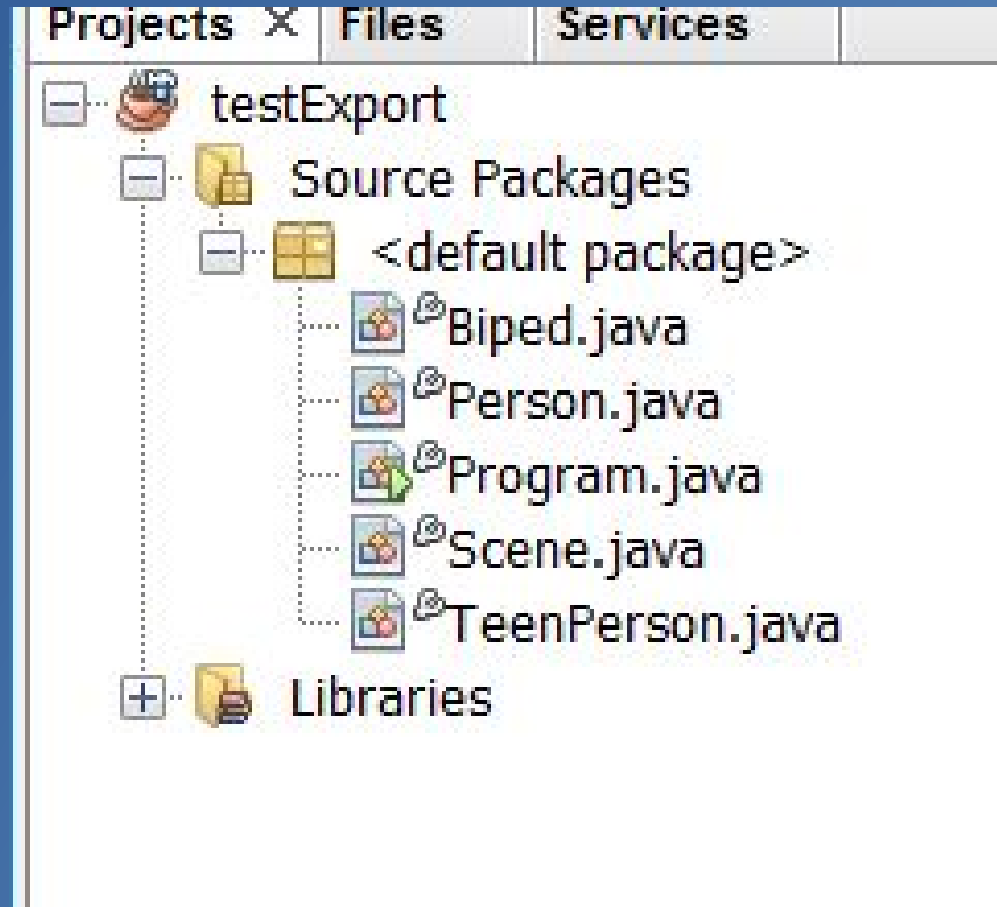 Projects × Files Services
testExport
Source Packages
<default package>
Biped.java
Person.java
Program.java
Scene.java
TeenPerson.java
Libraries